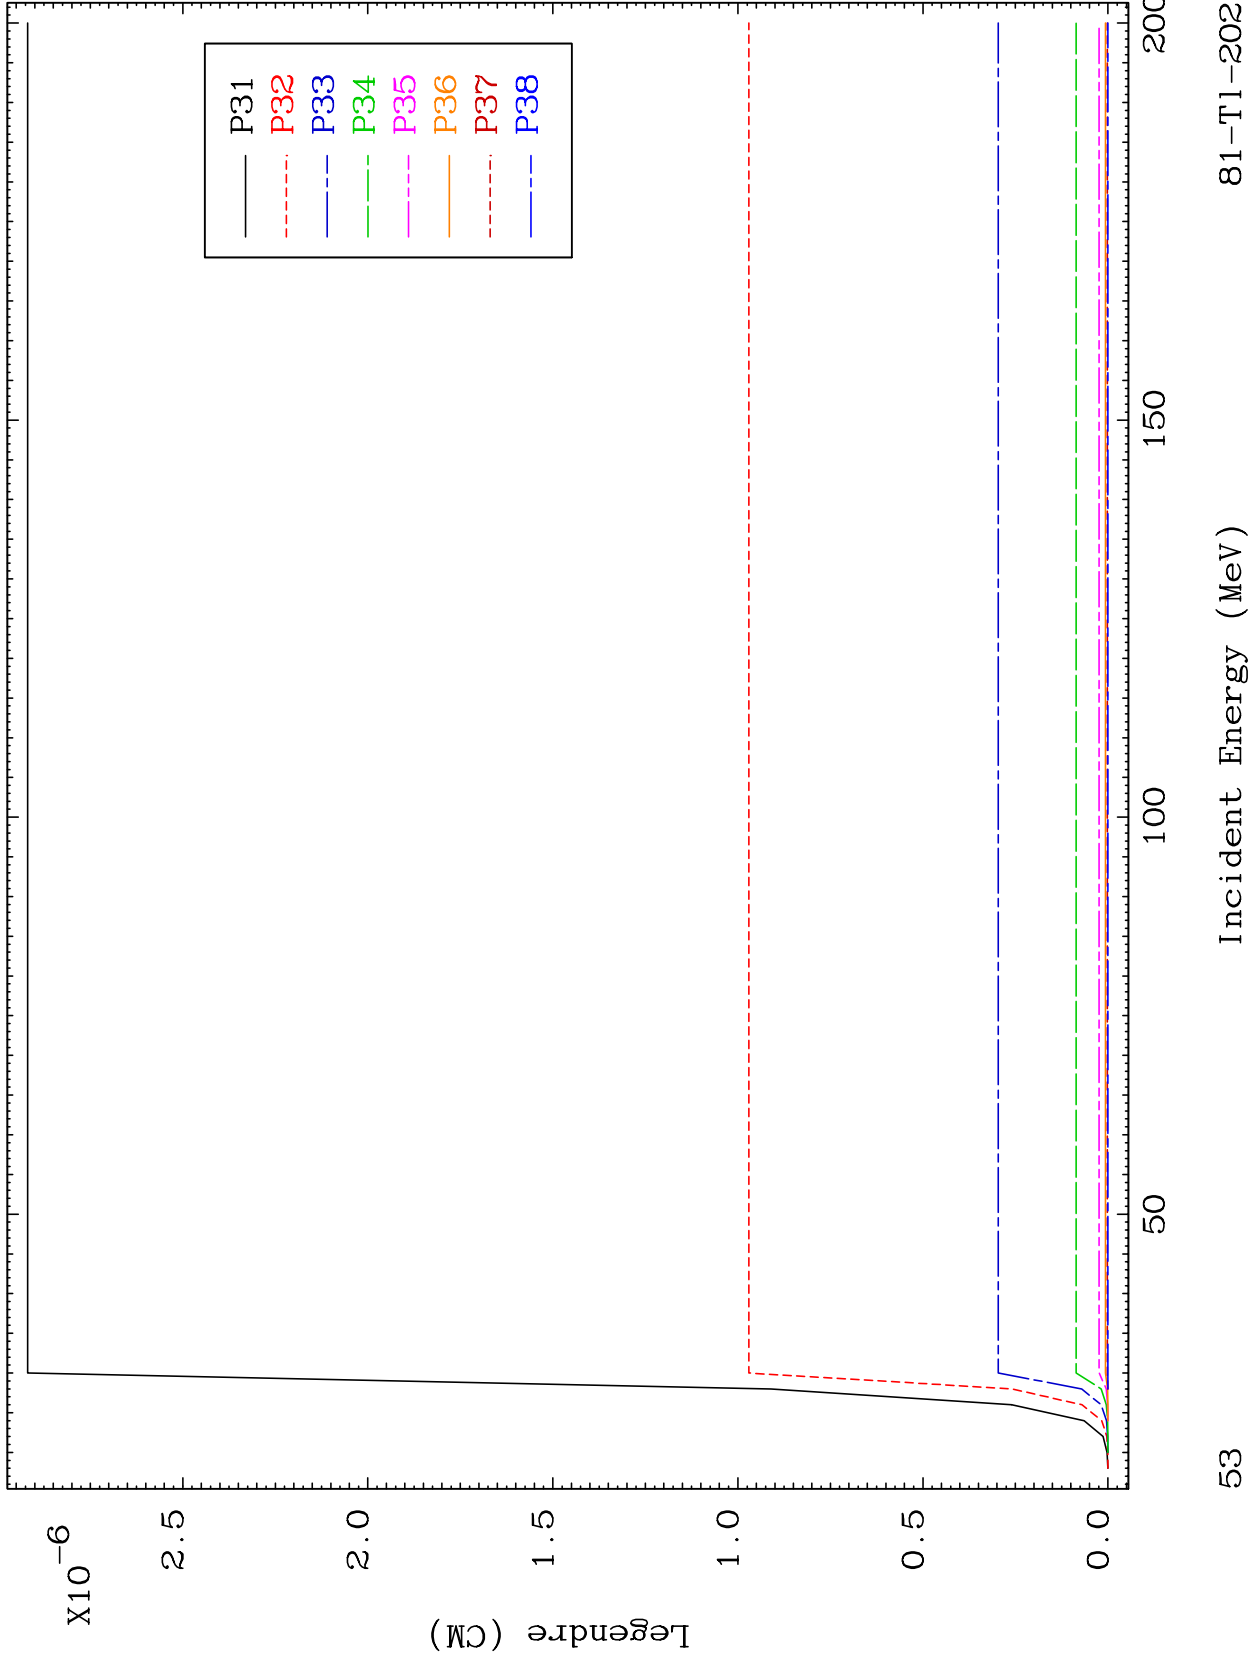 X10-6
2.5
2.0
1.5
1.0
0.5
0.0
Legendre (CM)
P31
P32
P33
P34
P35
P36
P37
P38
50
100
150
200
Incident Energy (MeV)
53
81-Tl-202